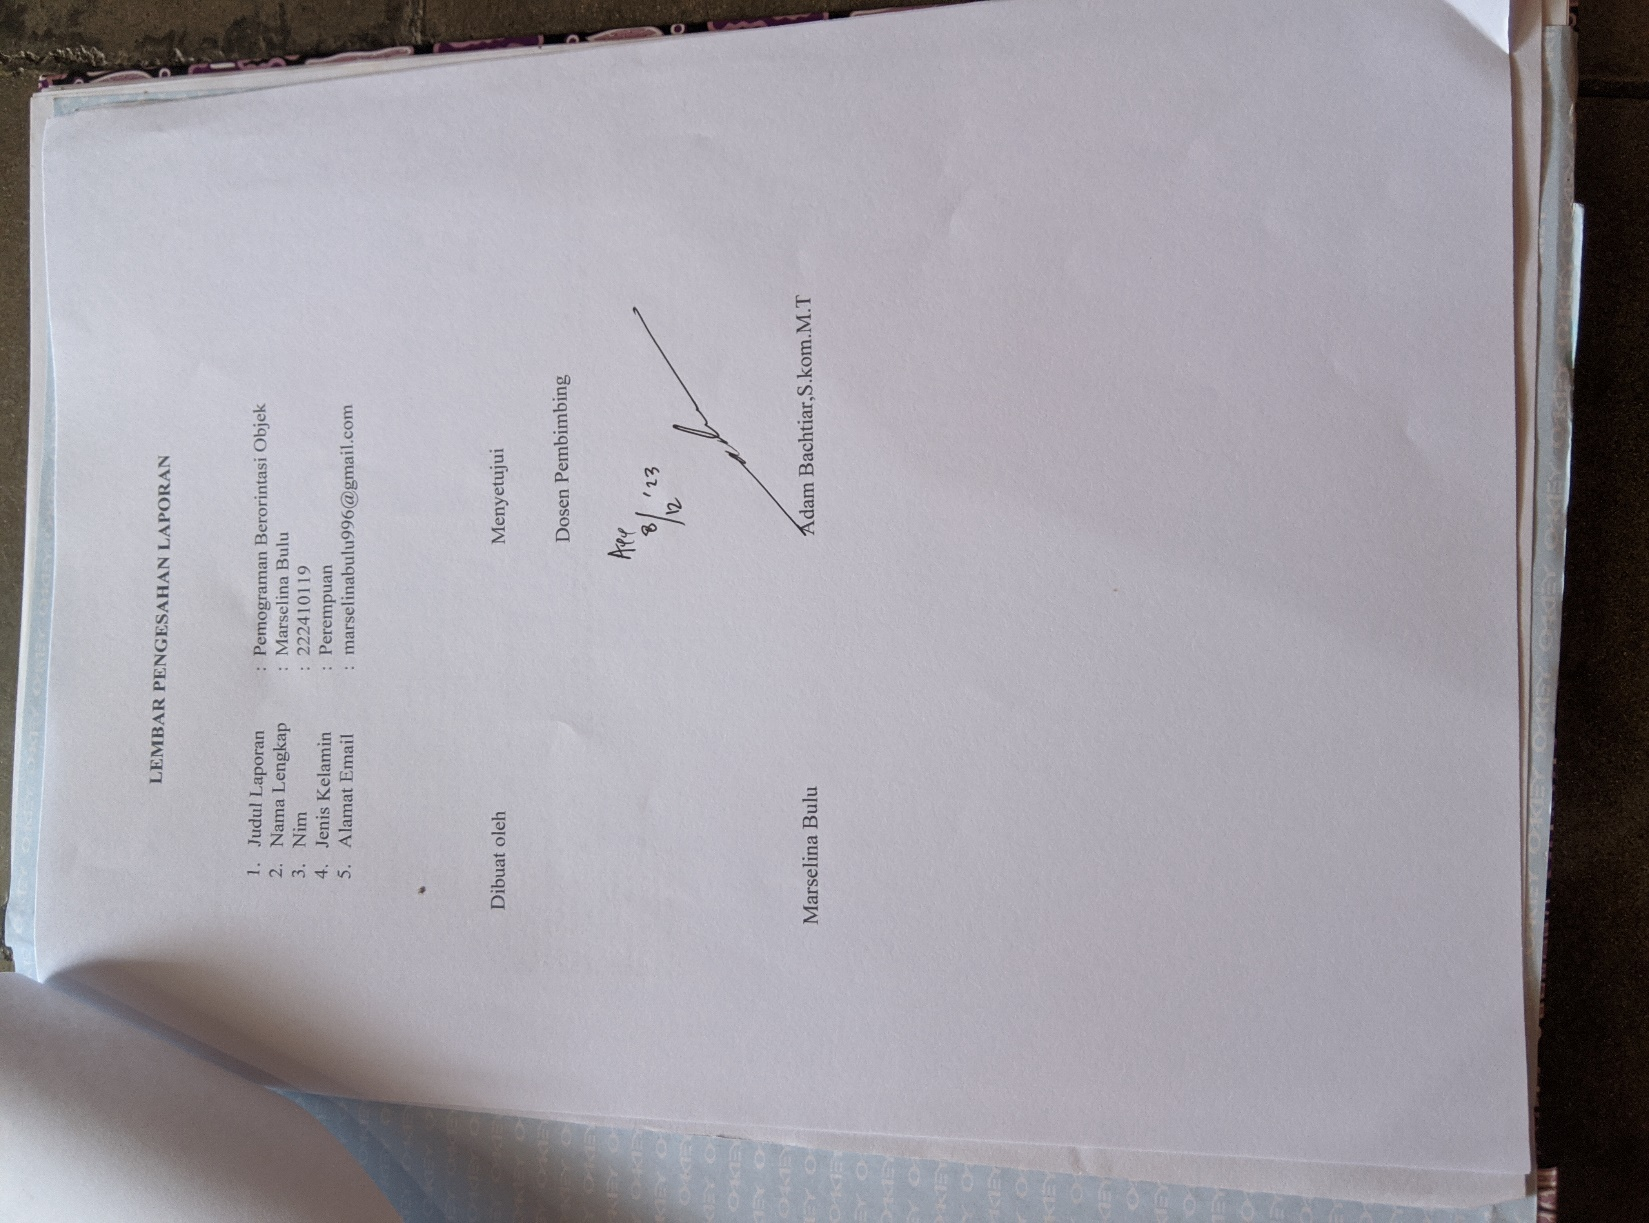 LEMBAR PENGESAHAN LAPORAN
1. Judul Laporan : Pemograman Berorintasi Objek
2. Nama Lengkap : Marselina Bulu
3. Nim : 222410119
4. Jenis Kelamin : Perempuan
5. Alamat Email : marselinabulu996@gmail.com
Dibuat oleh Menyetujui
Dosen Pembimbing
8/12 '23
Marselina Bulu Adam Bachtiar,S.kom.M.T